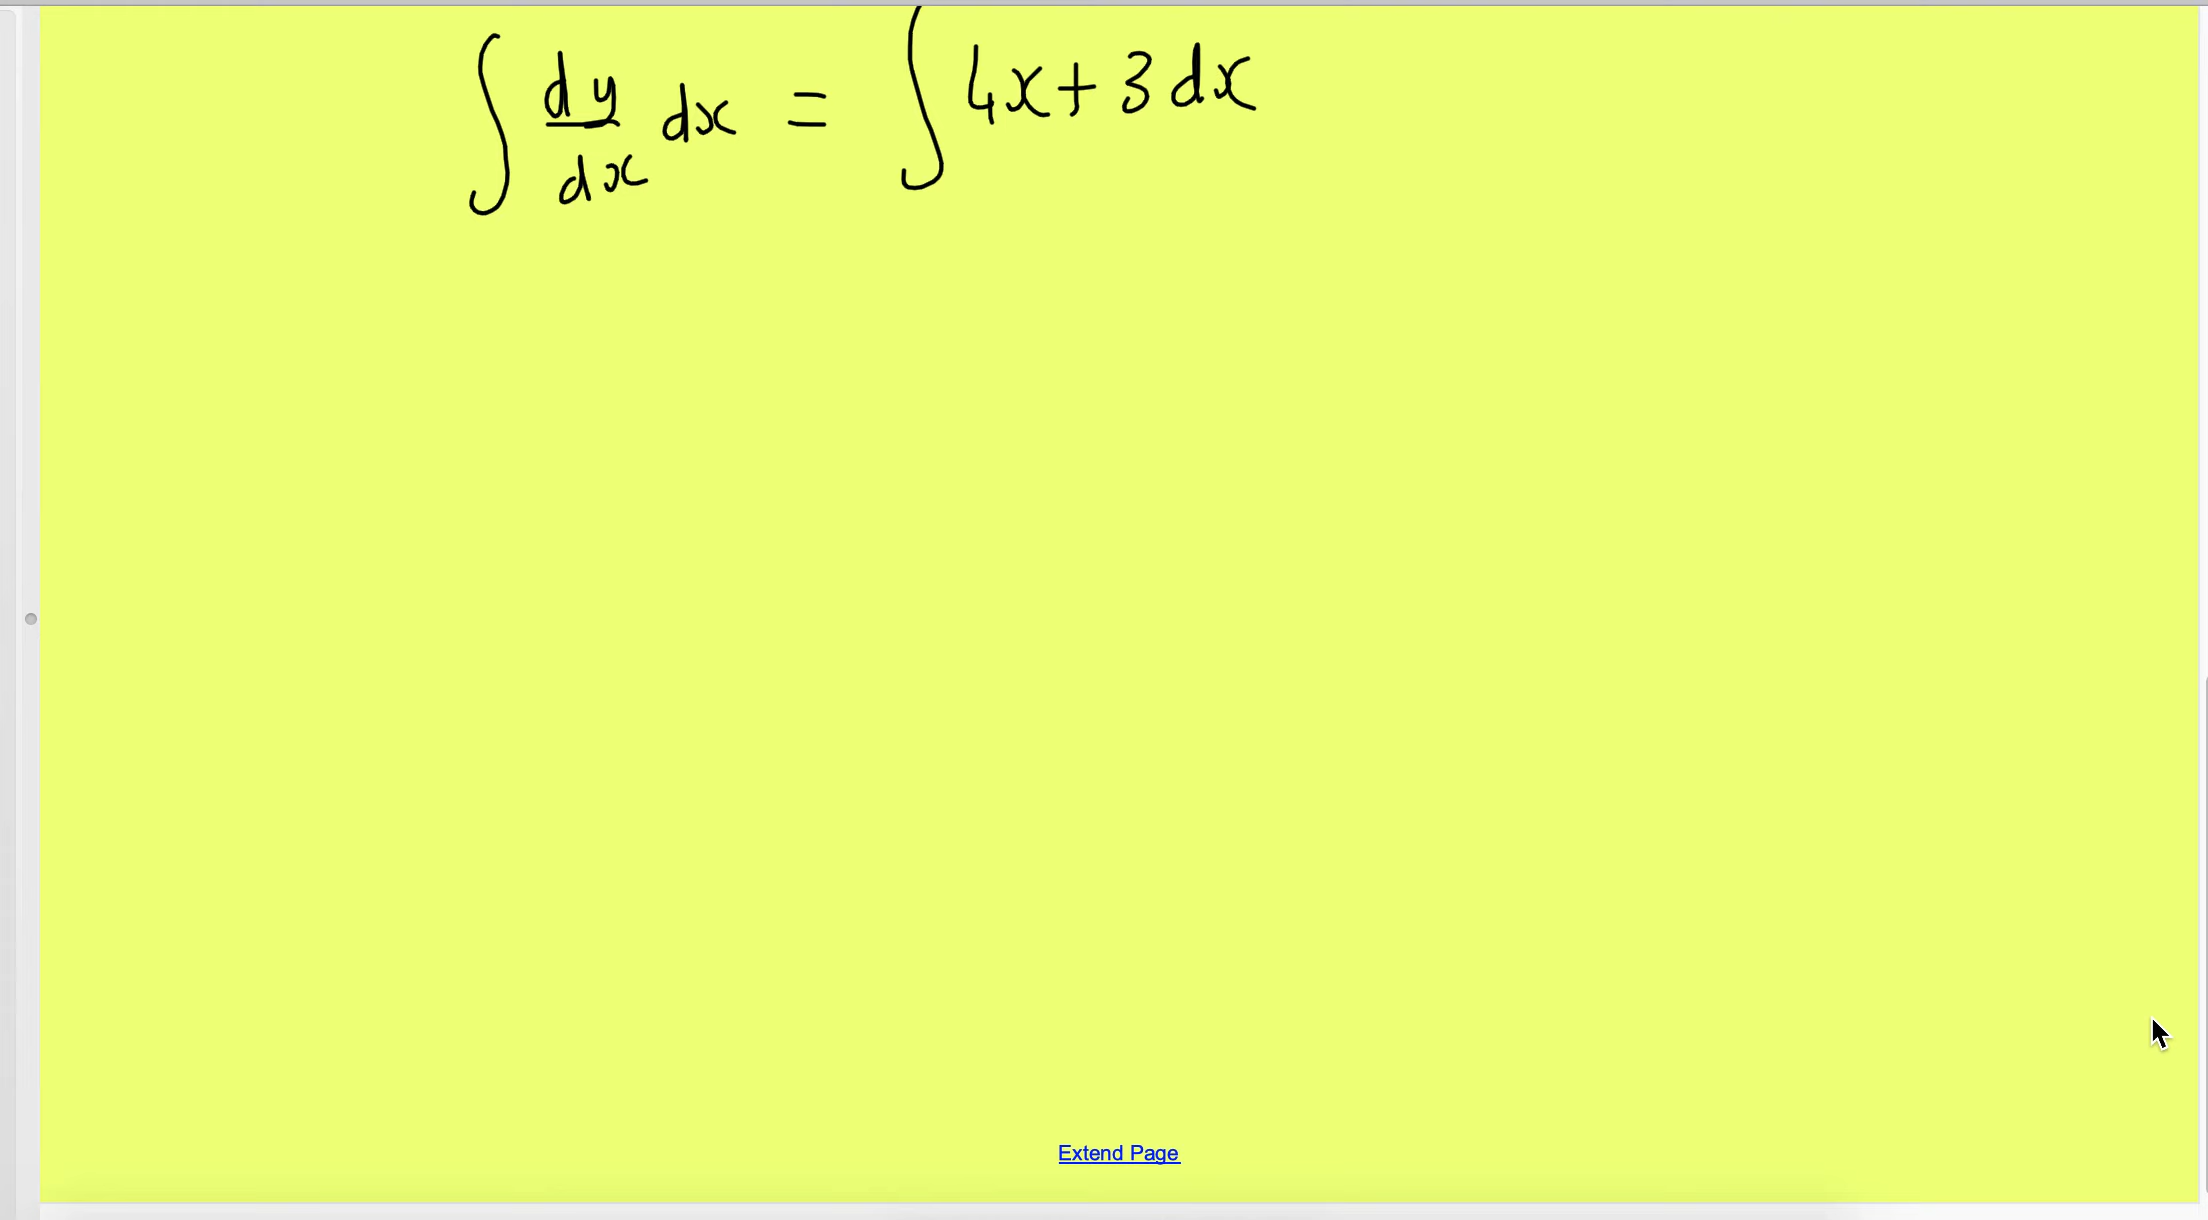 ∫ dy/dx dx = ∫ 4x + 3 dx
Extend Page